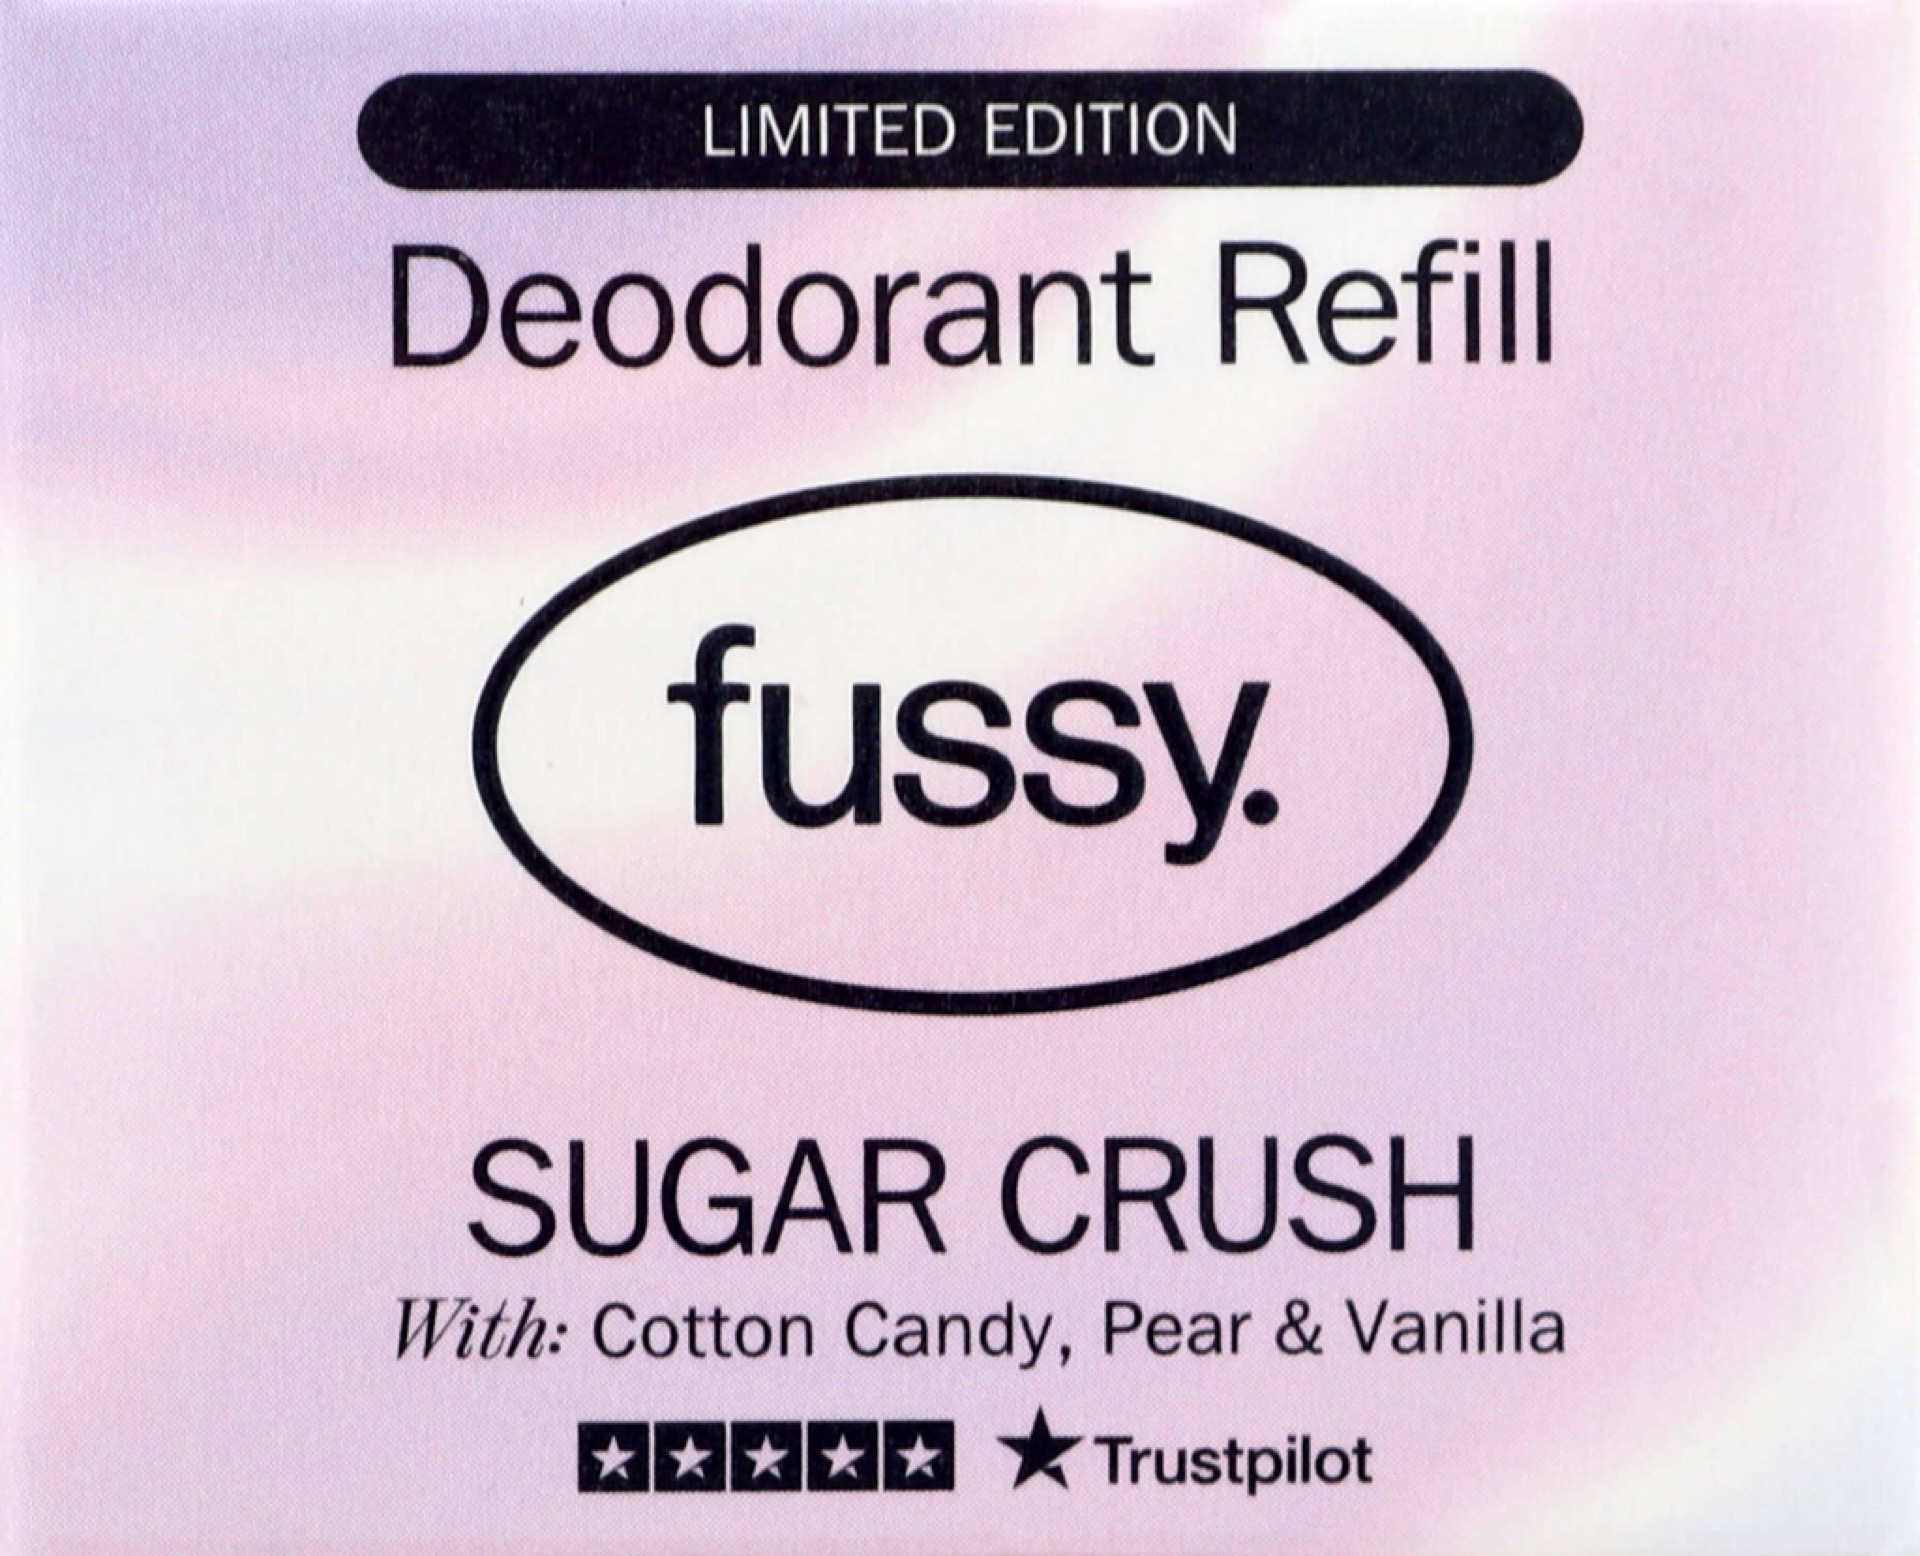 LIMITED EDITION
Deodorant Refill
fussy.
SUGAR CRUSH
With: Cotton Candy, Pear & Vanilla
Trustpilot